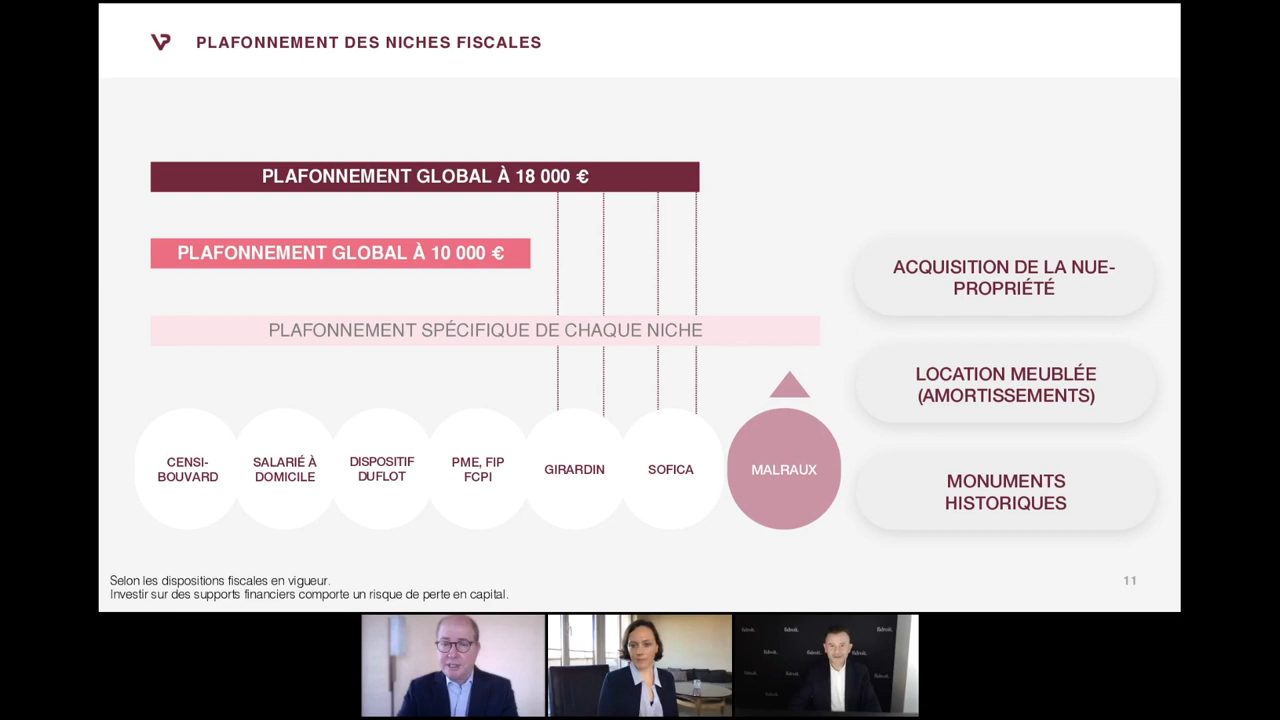 PLAFONNEMENT DES NICHES FISCALES
PLAFONNEMENT GLOBAL À 18 000 €
PLAFONNEMENT GLOBAL À 10 000 €
PLAFONNEMENT SPÉCIFIQUE DE CHAQUE NICHE
CENSI-
BOUVARD
SALARIÉ À
DOMICILE
DISPOSITIF
DUFLOT
PME, FIP
FCPI
GIRARDIN
SOFICA
MALRAUX
ACQUISITION DE LA NUE-
PROPRIÉTÉ
LOCATION MEUBLÉE
(AMORTISSEMENTS)
MONUMENTS
HISTORIQUES
Selon les dispositions fiscales en vigueur.
Investir sur des supports financiers comporte un risque de perte en capital.
11